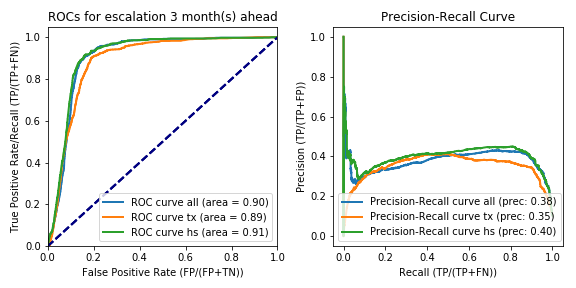 ROCs for escalation 3 month(s) ahead
True Positive Rate/Recall (TP/(TP+FN))
1.0
0.8
0.6
0.4
0.2
0.0
ROC curve all (area = 0.90)
ROC curve tx (area = 0.89)
ROC curve hs (area = 0.91)
0.0 0.2 0.4 0.6 0.8 1.0
False Positive Rate (FP/(FP+TN))
Precision-Recall Curve
Precision (TP/(TP+FP))
1.0
0.8
0.6
0.4
0.2
0.0
Precision-Recall curve all (prec: 0.38)
Precision-Recall curve tx (prec: 0.35)
Precision-Recall curve hs (prec: 0.40)
0.0 0.2 0.4 0.6 0.8 1.0
Recall (TP/(TP+FN))